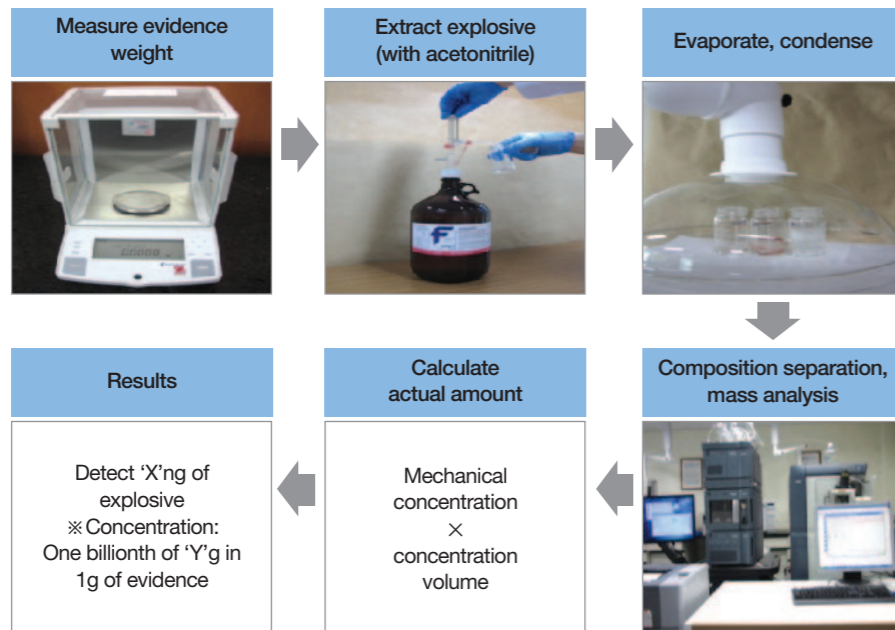 Measure evidence
weight
Extract explosive
(with acetonitrile)
Evaporate, condense
Composition separation,
mass analysis
Calculate
actual amount
Mechanical
concentration
×
concentration
volume
Results
Detect ‘X’ng of
explosive
※Concentration:
One billionth of ‘Y’g in
1g of evidence